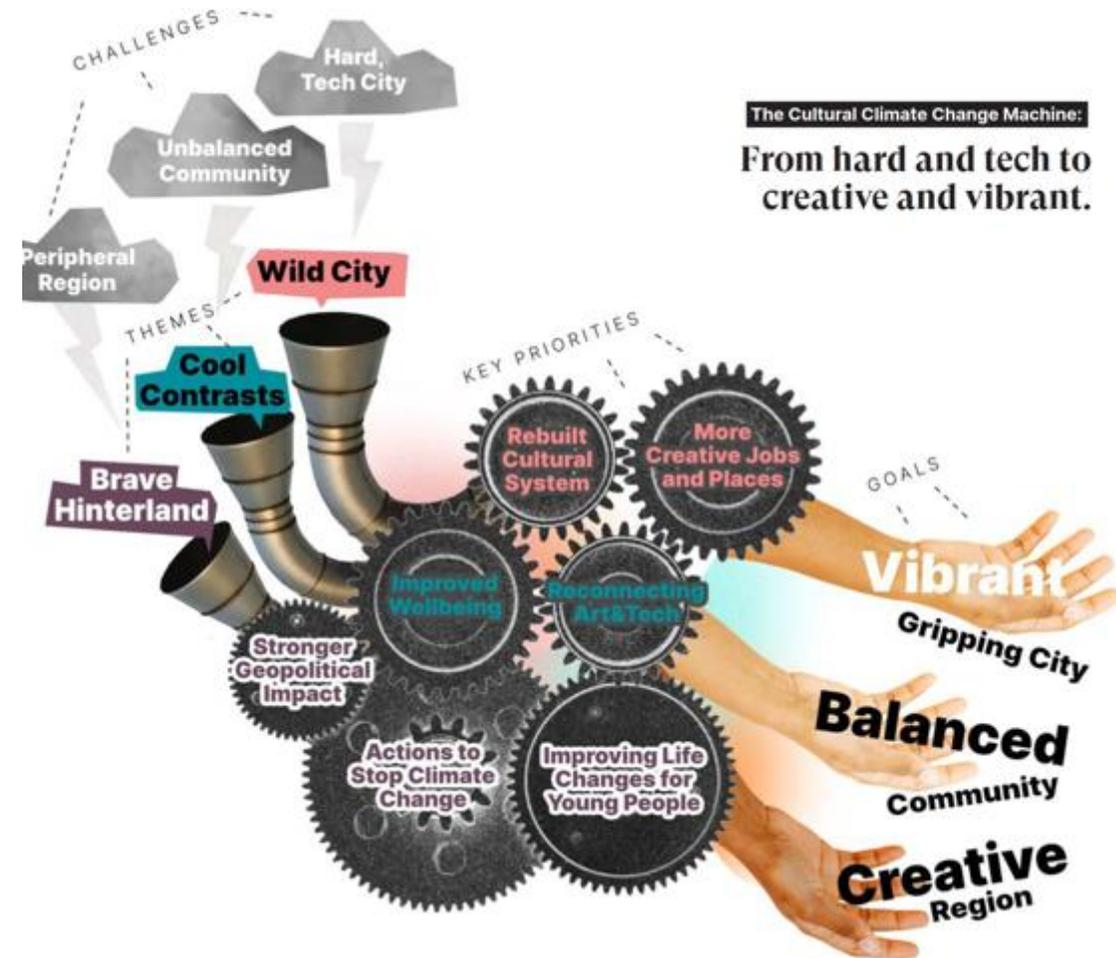 CHALLENGES
Hard,
Tech City
Unbalanced
Community
Peripheral
Region
The Cultural Climate Change Machine:
From hard and tech to
creative and vibrant.
THEMES
Wild City
Cool
Contrasts
Brave
Hinterland
KEY PRIORITIES
Rebuilt
Cultural
System
More
Creative Jobs
and Places
Improved
Wellbeing
Reconnecting
Art&Tech
Stronger
Geopolitical
Impact
Actions to
Stop Climate
Change
Improving Life
Changes for
Young People
GOALS
Vibrant
Gripping City
Balanced
Community
Creative
Region